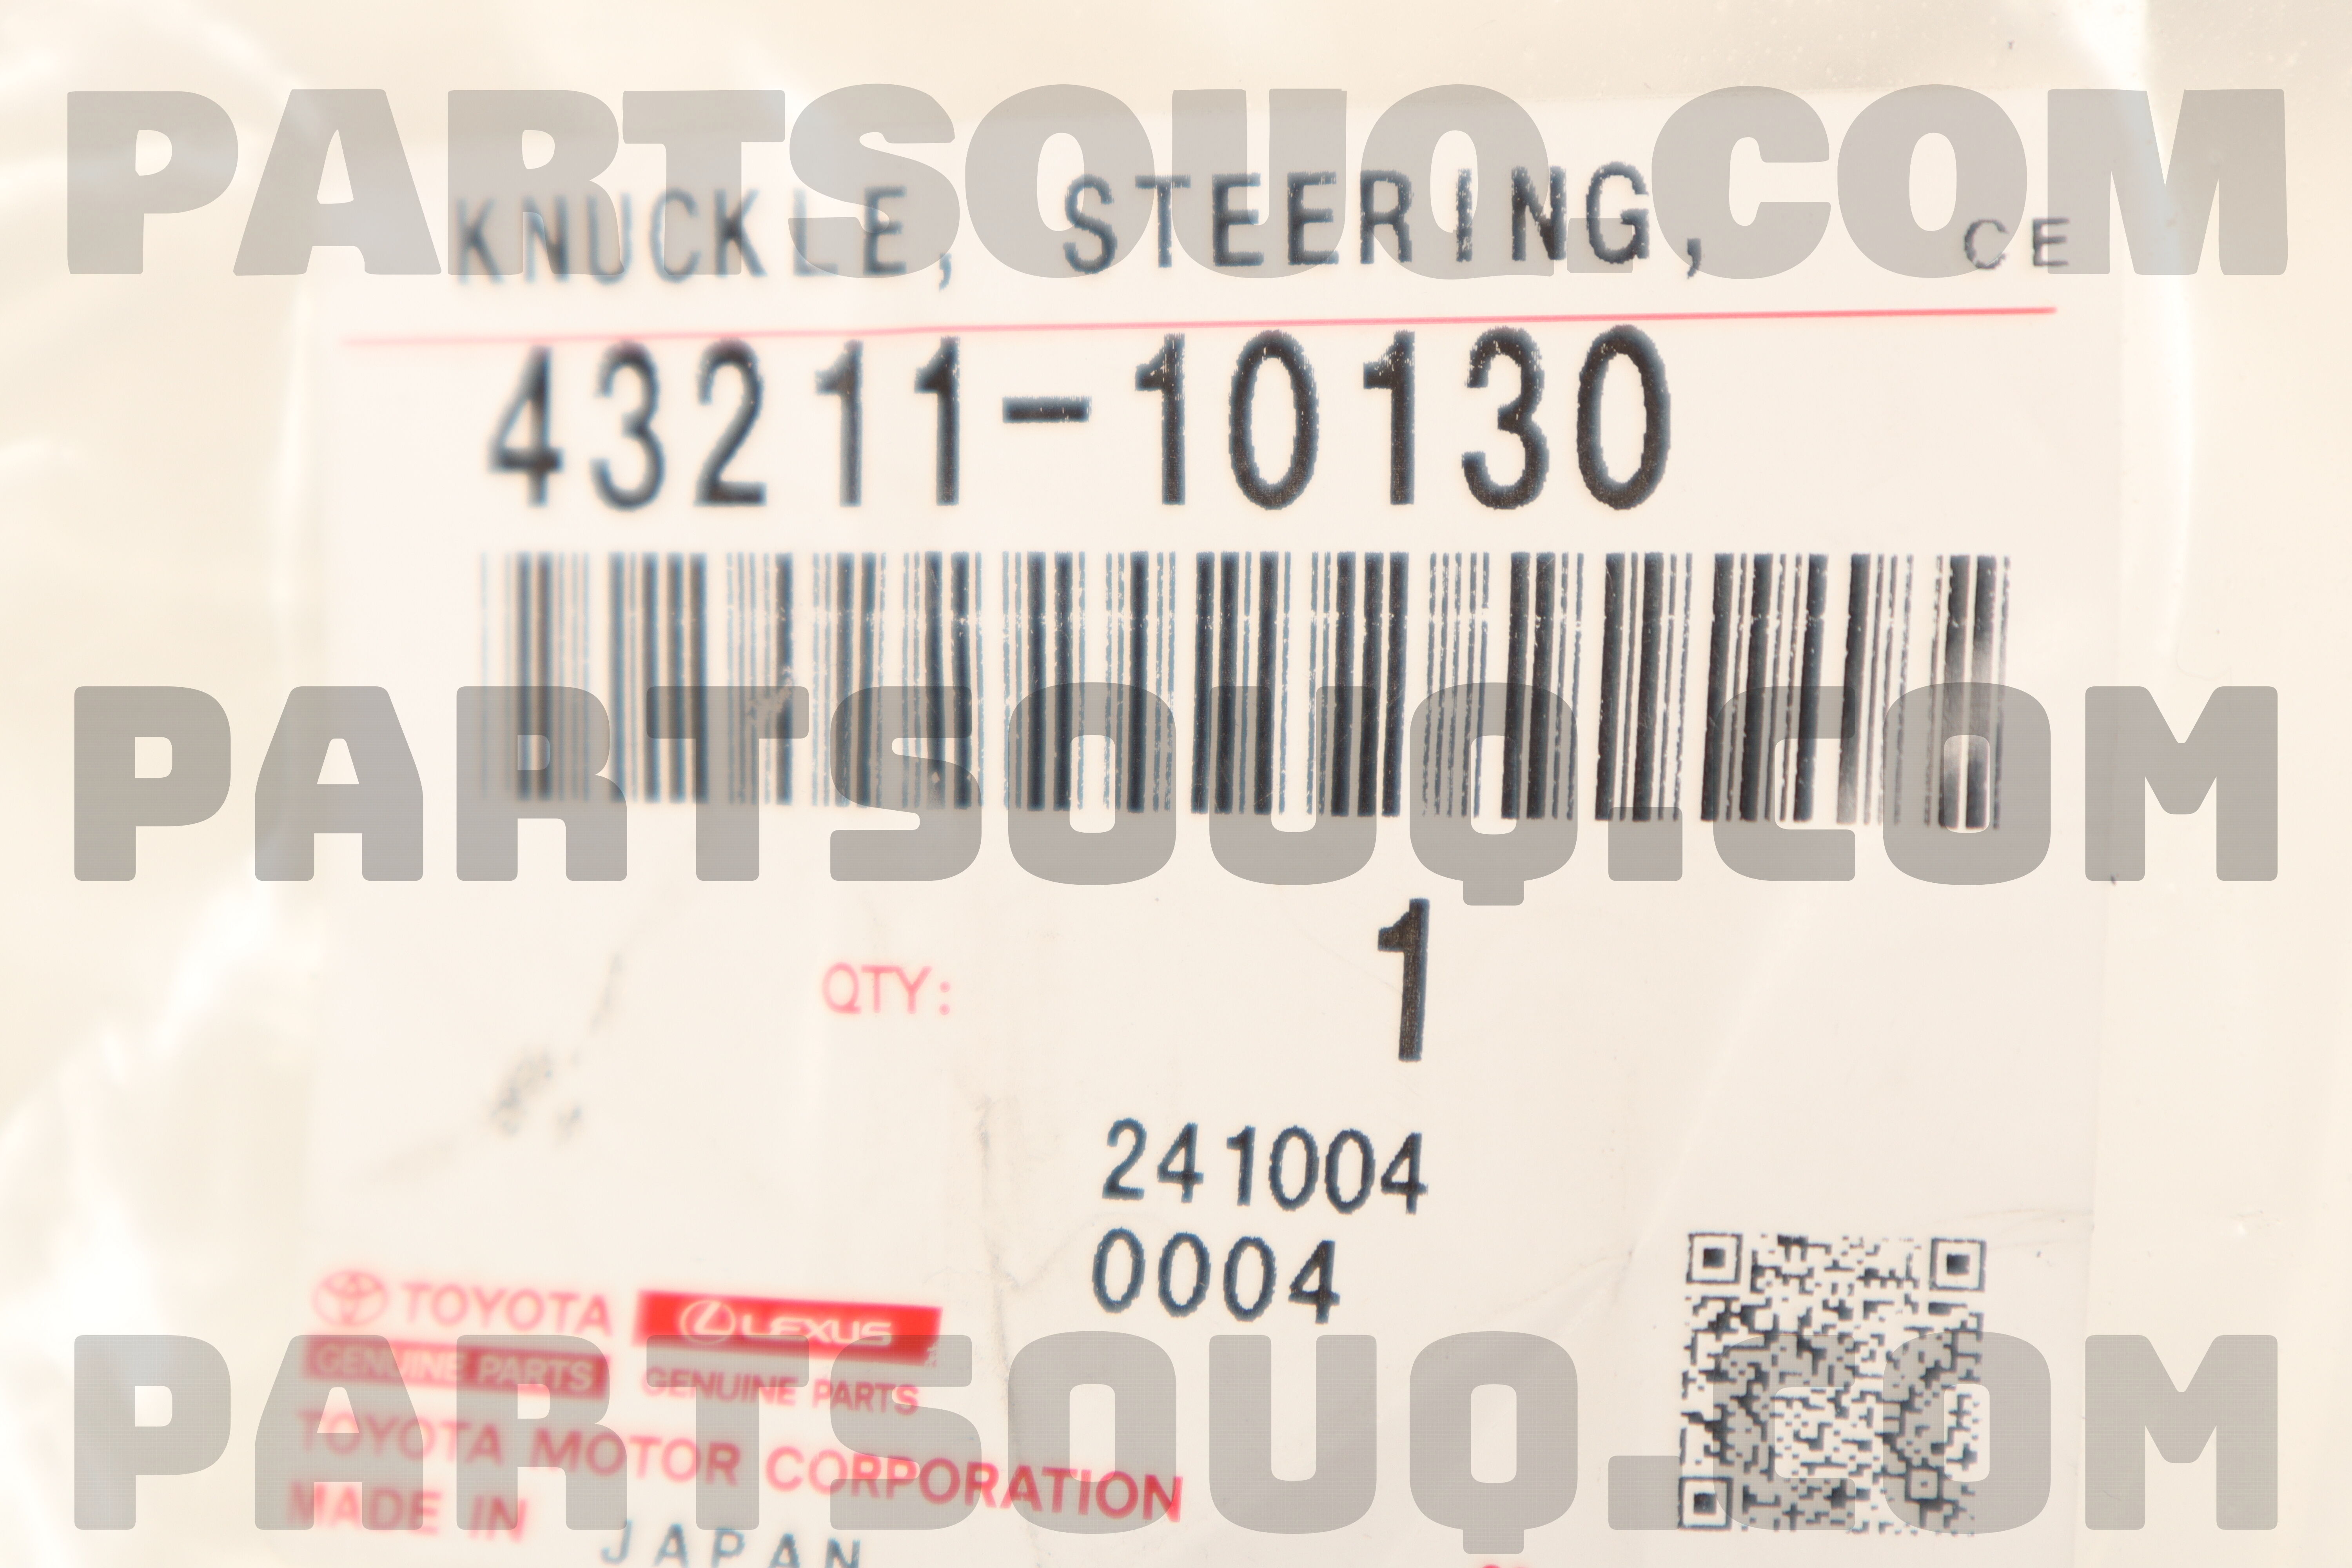 PARTSOUQ.COM
KNUCKLE, STEERING, CE
43211-10130
PARTSOUQ.COM
QTY: 1
241004
0004
TOYOTA LEXUS
GENUINE PARTS GENUINE PARTS
PARTSOUQ.COM
TOYOTA MOTOR CORPORATION
MADE IN JAPAN